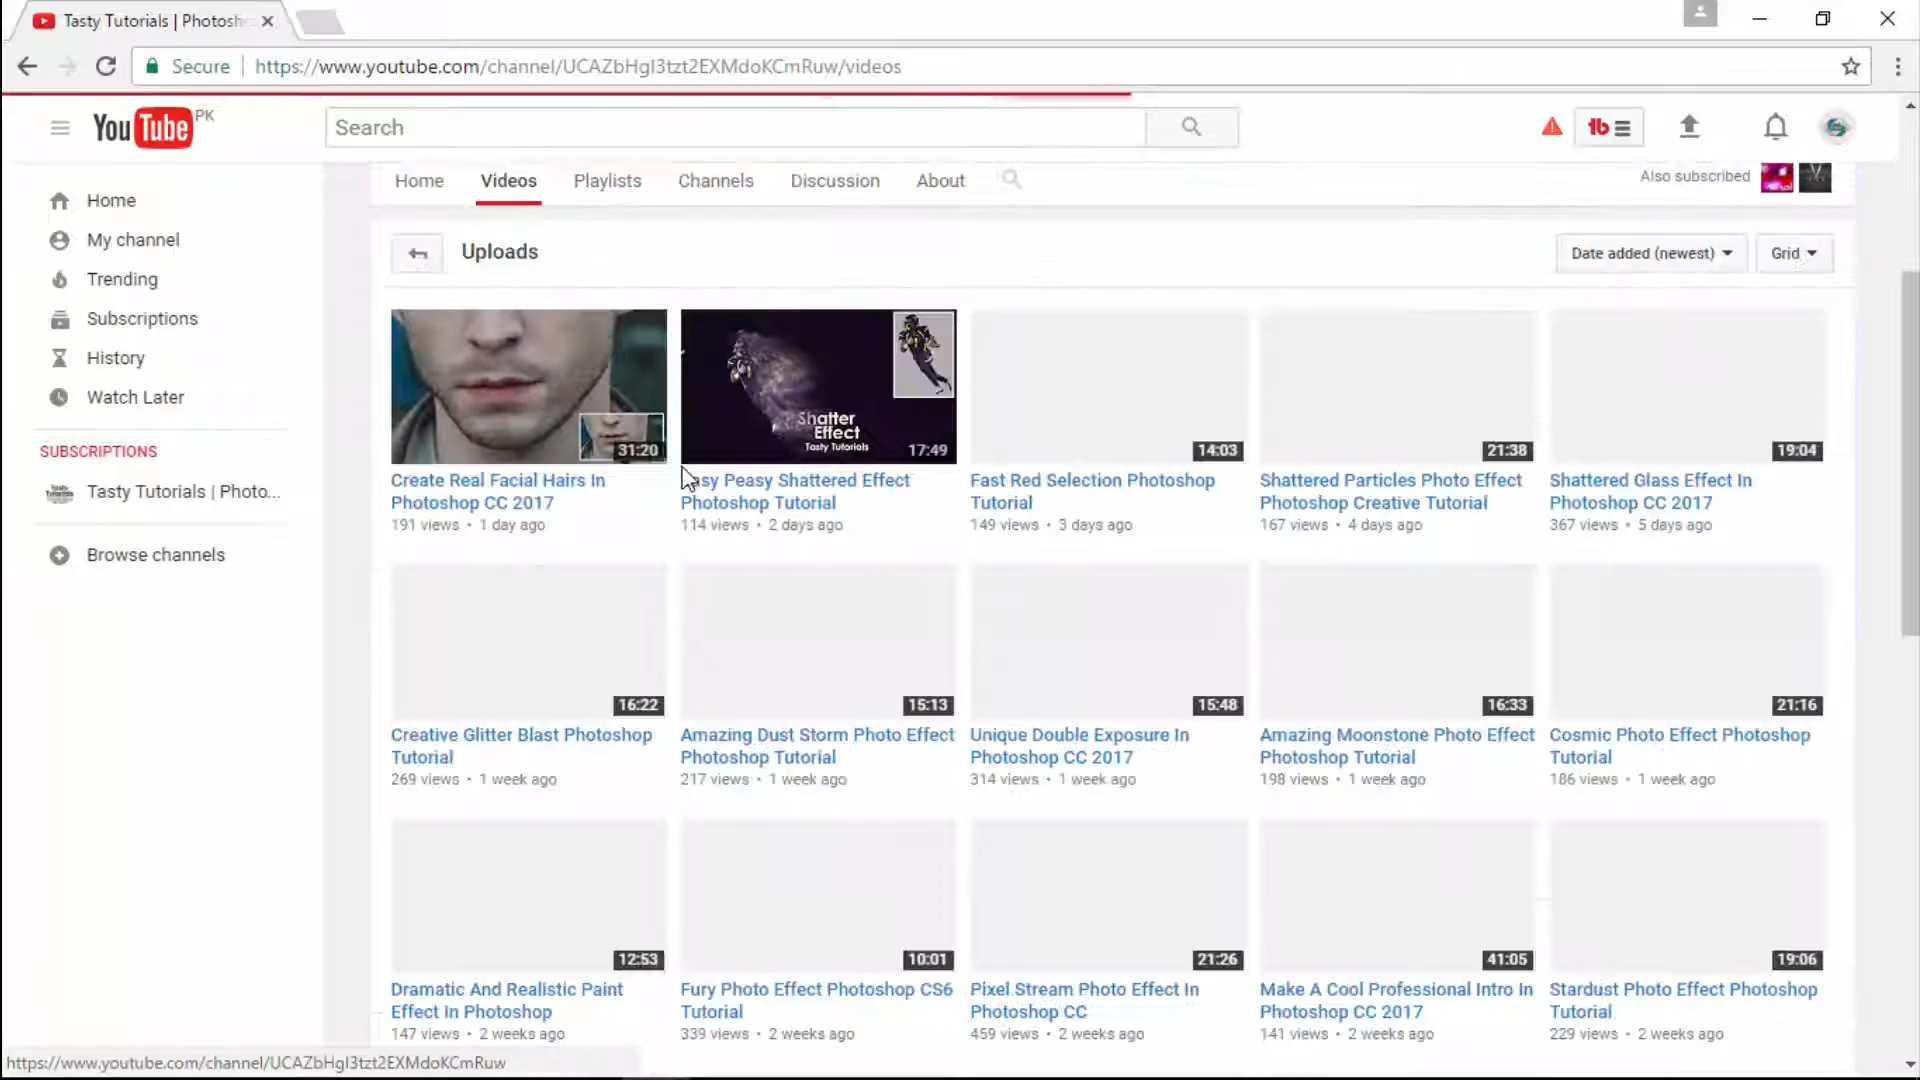 Tasty Tutorials | Photosh
Secure
https://www.youtube.com/channel/UCAZbHgI3tzt2EXMdoKCmRuw/videos
YouTube PK
Search
Home Videos Playlists Channels Discussion About
Also subscribed
Home
My channel
Trending
Subscriptions
History
Watch Later
SUBSCRIPTIONS
Tasty Tutorials | Photo...
Browse channels
Uploads
Date added (newest)
Grid
31:20
Shatter
Effect
Tasty Tutorials
17:49
14:03
21:38
19:04
Create Real Facial Hairs In
Photoshop CC 2017
191 views • 1 day ago
asy Peasy Shattered Effect
Photoshop Tutorial
114 views • 2 days ago
Fast Red Selection Photoshop
Tutorial
149 views • 3 days ago
Shattered Particles Photo Effect
Photoshop Creative Tutorial
167 views • 4 days ago
Shattered Glass Effect In
Photoshop CC 2017
367 views • 5 days ago
16:22
15:13
15:48
16:33
21:16
Creative Glitter Blast Photoshop
Tutorial
269 views • 1 week ago
Amazing Dust Storm Photo Effect
Photoshop Tutorial
217 views • 1 week ago
Unique Double Exposure In
Photoshop CC 2017
314 views • 1 week ago
Amazing Moonstone Photo Effect
Photoshop Tutorial
198 views • 1 week ago
Cosmic Photo Effect Photoshop
Tutorial
186 views • 1 week ago
12:53
10:01
21:26
41:05
19:06
Dramatic And Realistic Paint
Effect In Photoshop
147 views • 2 weeks ago
Fury Photo Effect Photoshop CS6
Tutorial
339 views • 2 weeks ago
Pixel Stream Photo Effect In
Photoshop CC
459 views • 2 weeks ago
Make A Cool Professional Intro In
Photoshop CC 2017
141 views • 2 weeks ago
Stardust Photo Effect Photoshop
Tutorial
229 views • 2 weeks ago
https://www.youtube.com/channel/UCAZbHgI3tzt2EXMdoKCmRuw